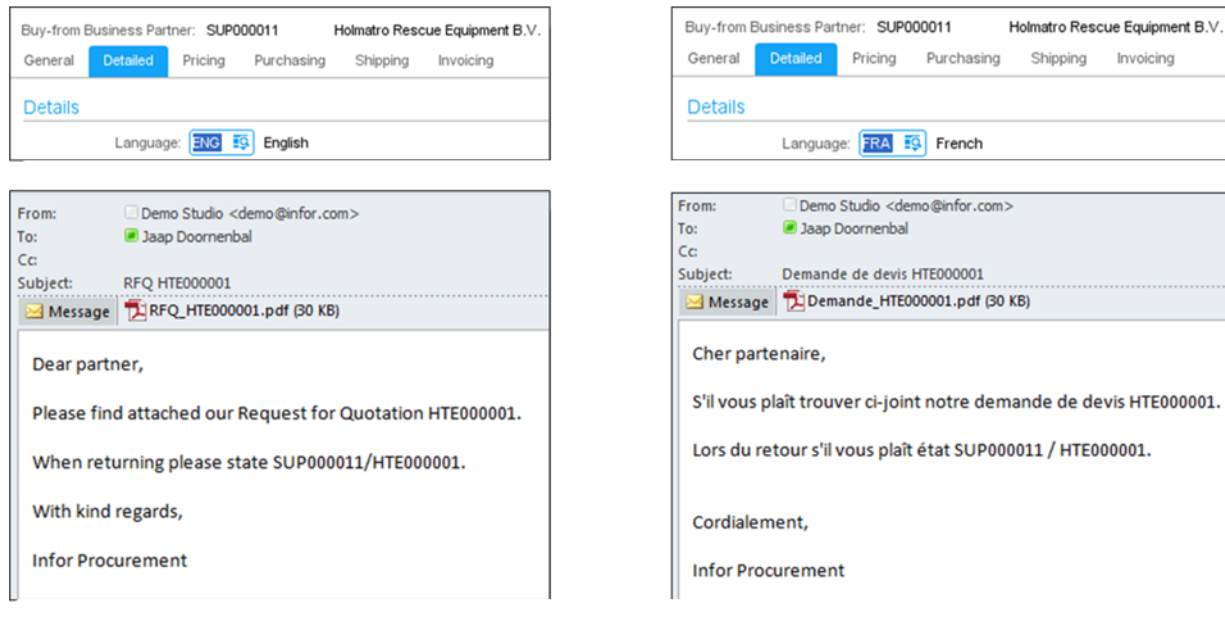 Buy-from Business Partner: SUP000011 Holmatro Rescue Equipment B.V.
General Detailed Pricing Purchasing Shipping Invoicing
Details
Language: ENG English
From: Demo Studio <demo@infor.com>
To: Jaap Doornenbal
Cc:
Subject: RFQ HTE000001
Message RFQ_HTE000001.pdf (30 KB)
Dear partner,
Please find attached our Request for Quotation HTE000001.
When returning please state SUP000011/HTE000001.
With kind regards,
Infor Procurement
Buy-from Business Partner: SUP000011 Holmatro Rescue Equipment B.V.
General Detailed Pricing Purchasing Shipping Invoicing
Details
Language: FRA French
From: Demo Studio <demo@infor.com>
To: Jaap Doornenbal
Cc:
Subject: Demande de devis HTE000001
Message Demande_HTE000001.pdf (30 KB)
Cher partenaire,
S'il vous plaît trouver ci-joint notre demande de devis HTE000001.
Lors du retour s'il vous plaît état SUP000011 / HTE000001.
Cordialement,
Infor Procurement